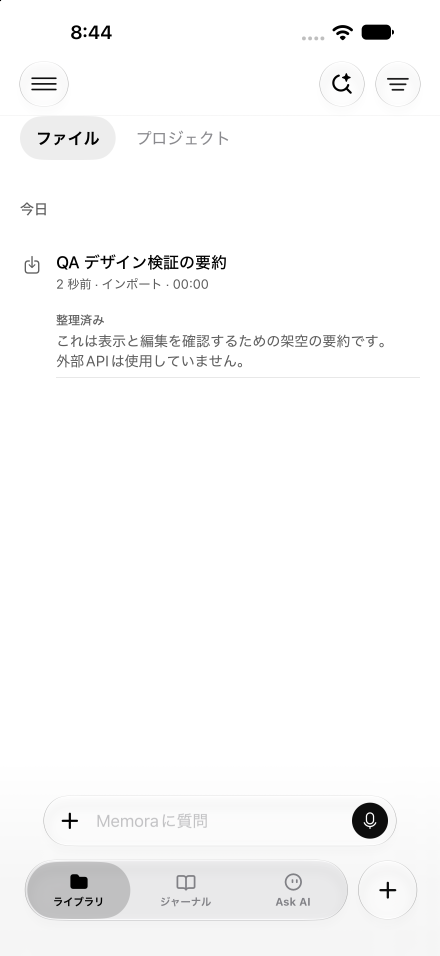 8:44
ファイル
プロジェクト
今日
QA デザイン検証の要約
2 秒前 · インポート · 00:00
整理済み
これは表示と編集を確認するための架空の要約です。
外部APIは使用していません。
Memoraに質問
ライブラリ
ジャーナル
Ask AI